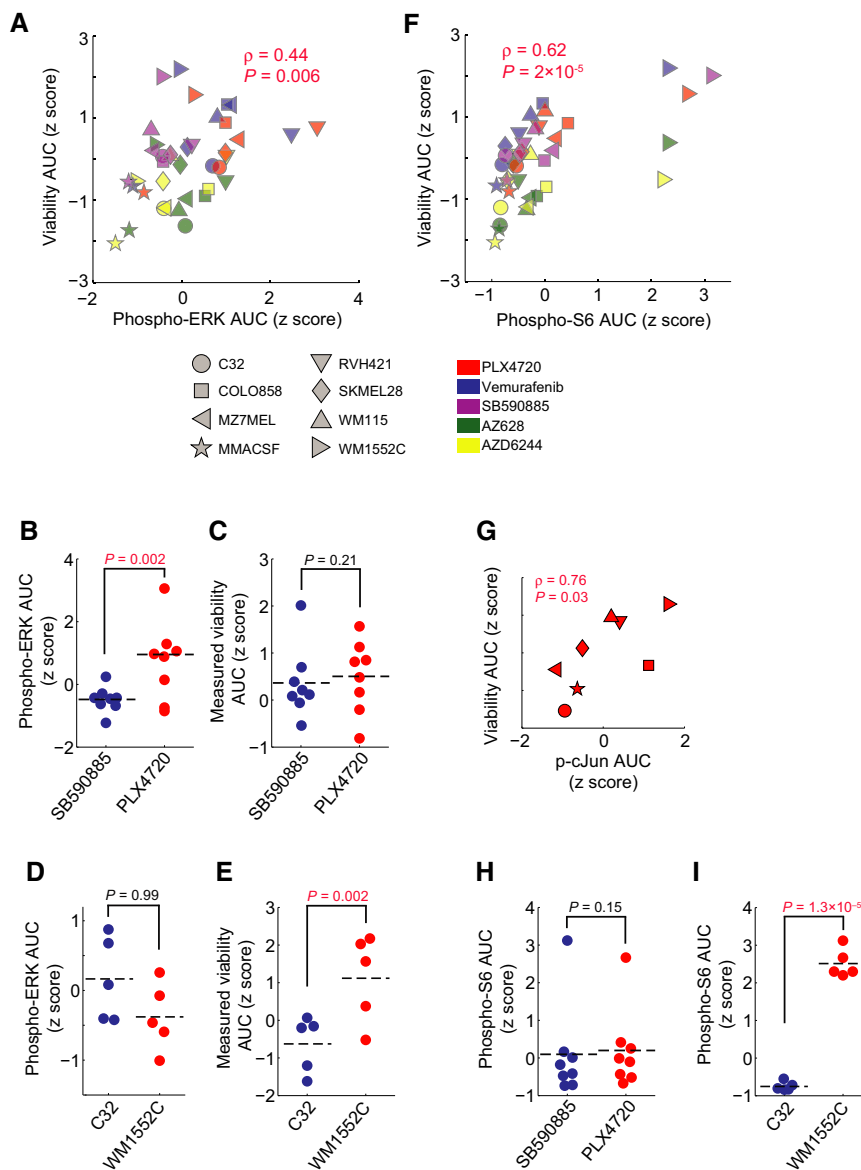 A
3
1
−1
−3
−2
0
2
4
Viability AUC (z score)
Phospho-ERK AUC (z score)
ρ = 0.44
P = 0.006
F
3
1
−1
−3
−1
0
1
2
3
Viability AUC (z score)
Phospho-S6 AUC (z score)
ρ = 0.62
P = 2×10⁻⁵
C32
COLO858
MZ7MEL
MMACSF
RVH421
SKMEL28
WM115
WM1552C
PLX4720
Vemurafenib
SB590885
AZ628
AZD6244
B
P = 0.002
4
2
0
−2
Phospho-ERK AUC
(z score)
SB590885
PLX4720
C
P = 0.21
3
2
1
0
−1
Measured viability
AUC (z score)
SB590885
PLX4720
G
ρ = 0.76
P = 0.03
Viability AUC (z score)
−2
0
2
p-cJun AUC
(z score)
D
P = 0.99
1
0
−1
Phospho-ERK AUC
(z score)
C32
WM1552C
E
P = 0.002
3
2
1
0
−1
−2
Measured viability
AUC (z score)
C32
WM1552C
H
P = 0.15
4
3
2
1
0
−1
Phospho-S6 AUC
(z score)
SB590885
PLX4720
I
P = 1.3×10⁻⁵
4
3
2
1
0
−1
Phospho-S6 AUC
(z score)
C32
WM1552C